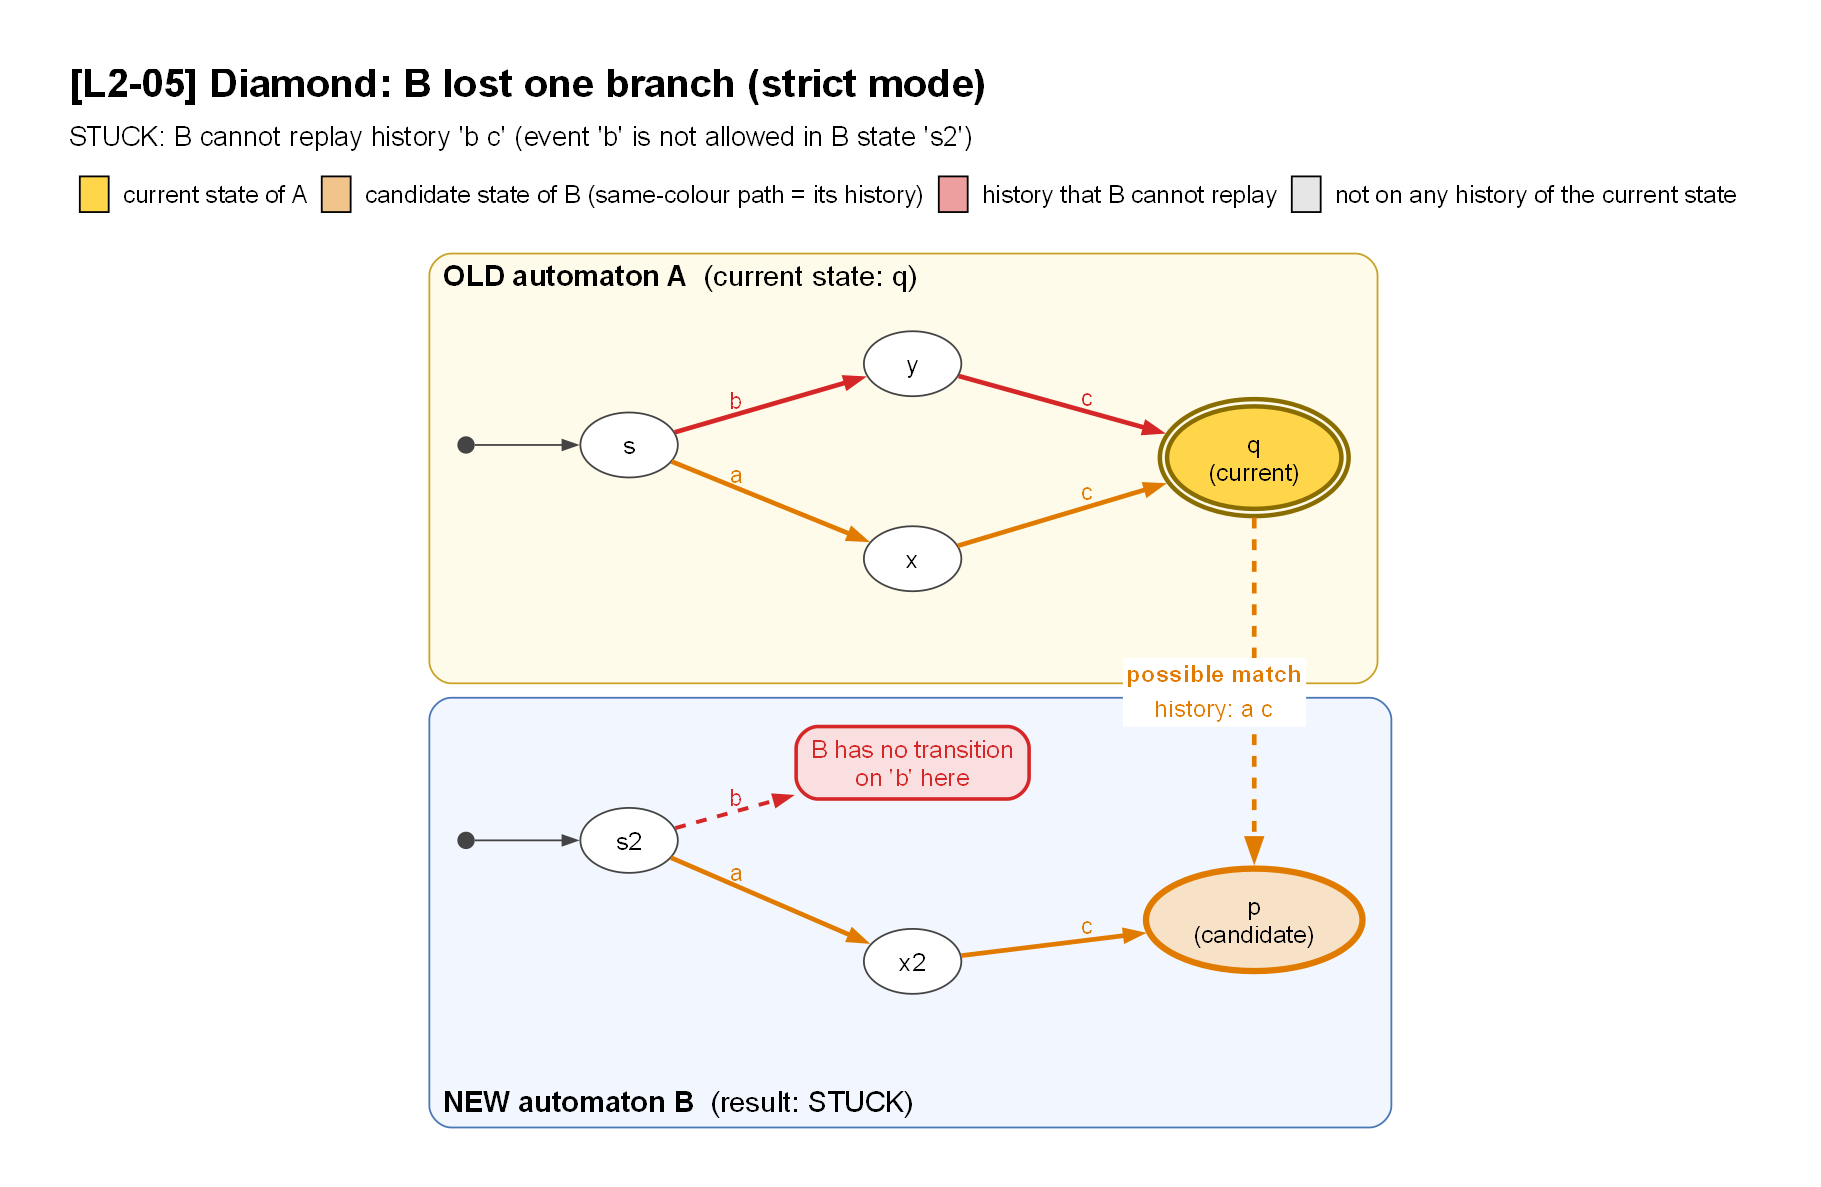 [L2-05] Diamond: B lost one branch (strict mode)
STUCK: B cannot replay history 'b c' (event 'b' is not allowed in B state 's2')
current state of A
candidate state of B (same-colour path = its history)
history that B cannot replay
not on any history of the current state
OLD automaton A (current state: q)
y
b
c
s
q
(current)
a
c
x
possible match
history: a c
B has no transition
on 'b' here
b
s2
a
p
(candidate)
c
x2
NEW automaton B (result: STUCK)